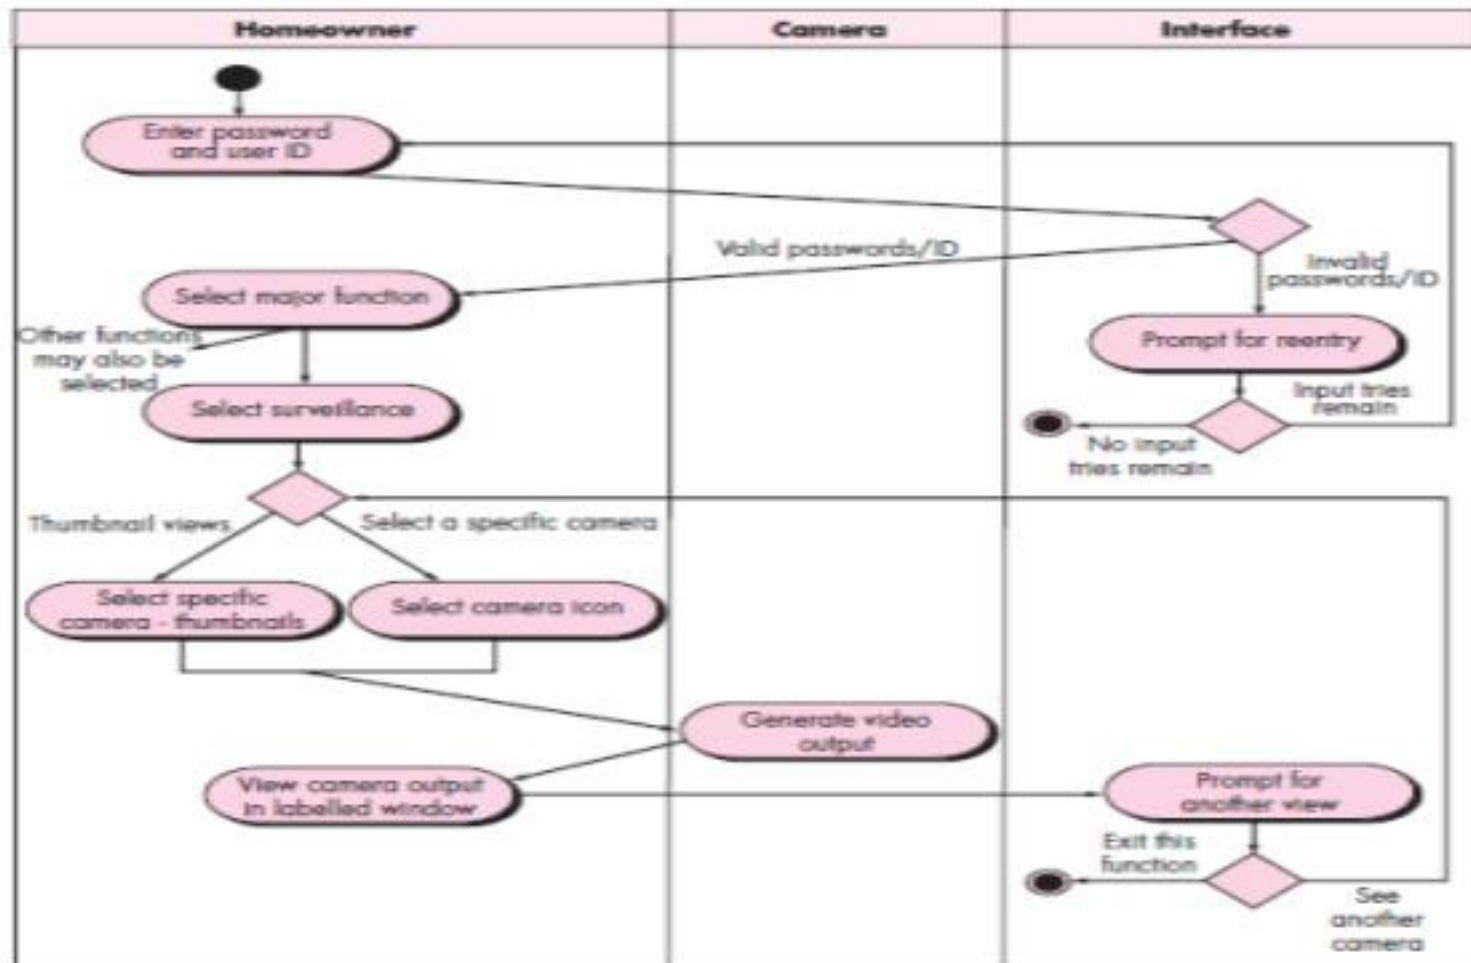 Homeowner
Camera
Interface
Enter password
and user ID
Valid passwords/ID
Invalid
passwords/ID
Select major function
Other functions
may also be
selected
Prompt for reentry
Input tries
remain
Select surveillance
No input
tries remain
Thumbnail views
Select a specific camera
Select specific
camera - thumbnails
Select camera icon
Generate video
output
View camera output
in labelled window
Prompt for
another view
Exit this
function
See
another
camera